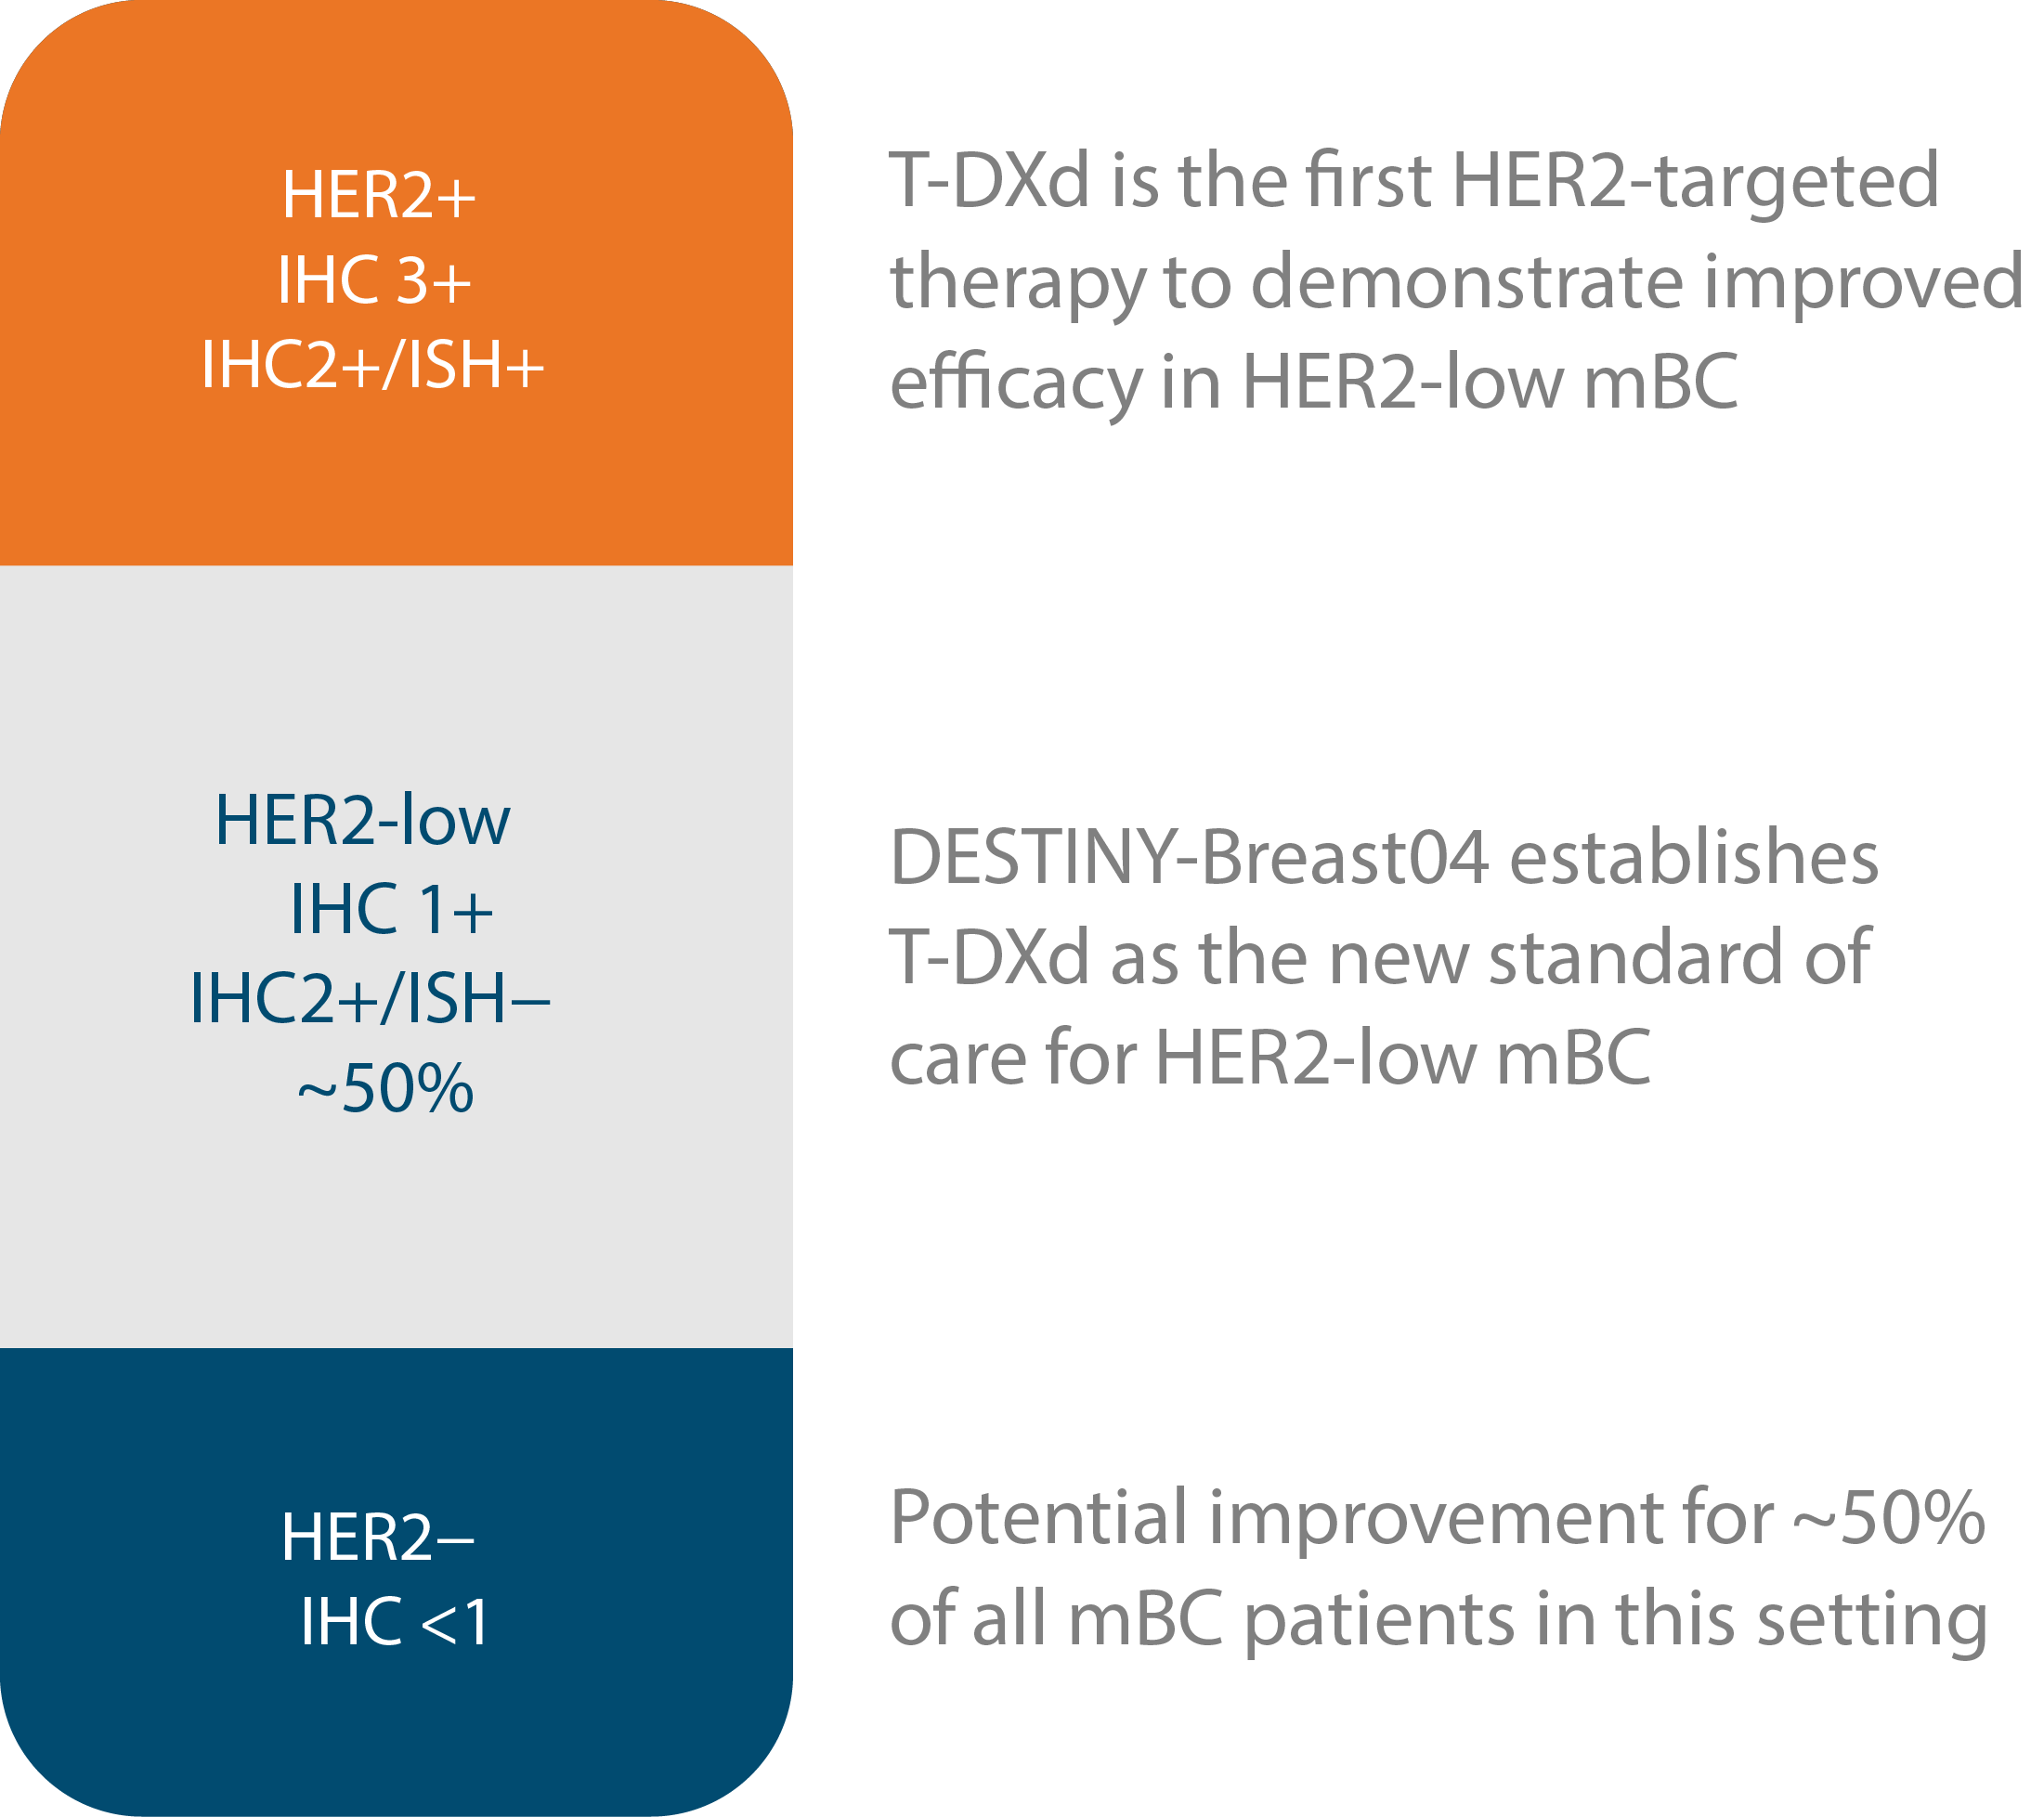 HER2+
IHC 3+
IHC2+/ISH+
T-DXd is the first HER2-targeted
therapy to demonstrate improved
efficacy in HER2-low mBC
HER2-low
IHC 1+
IHC2+/ISH−
~50%
DESTINY-Breast04 establishes
T-DXd as the new standard of
care for HER2-low mBC
HER2−
IHC <1
Potential improvement for ~50%
of all mBC patients in this setting